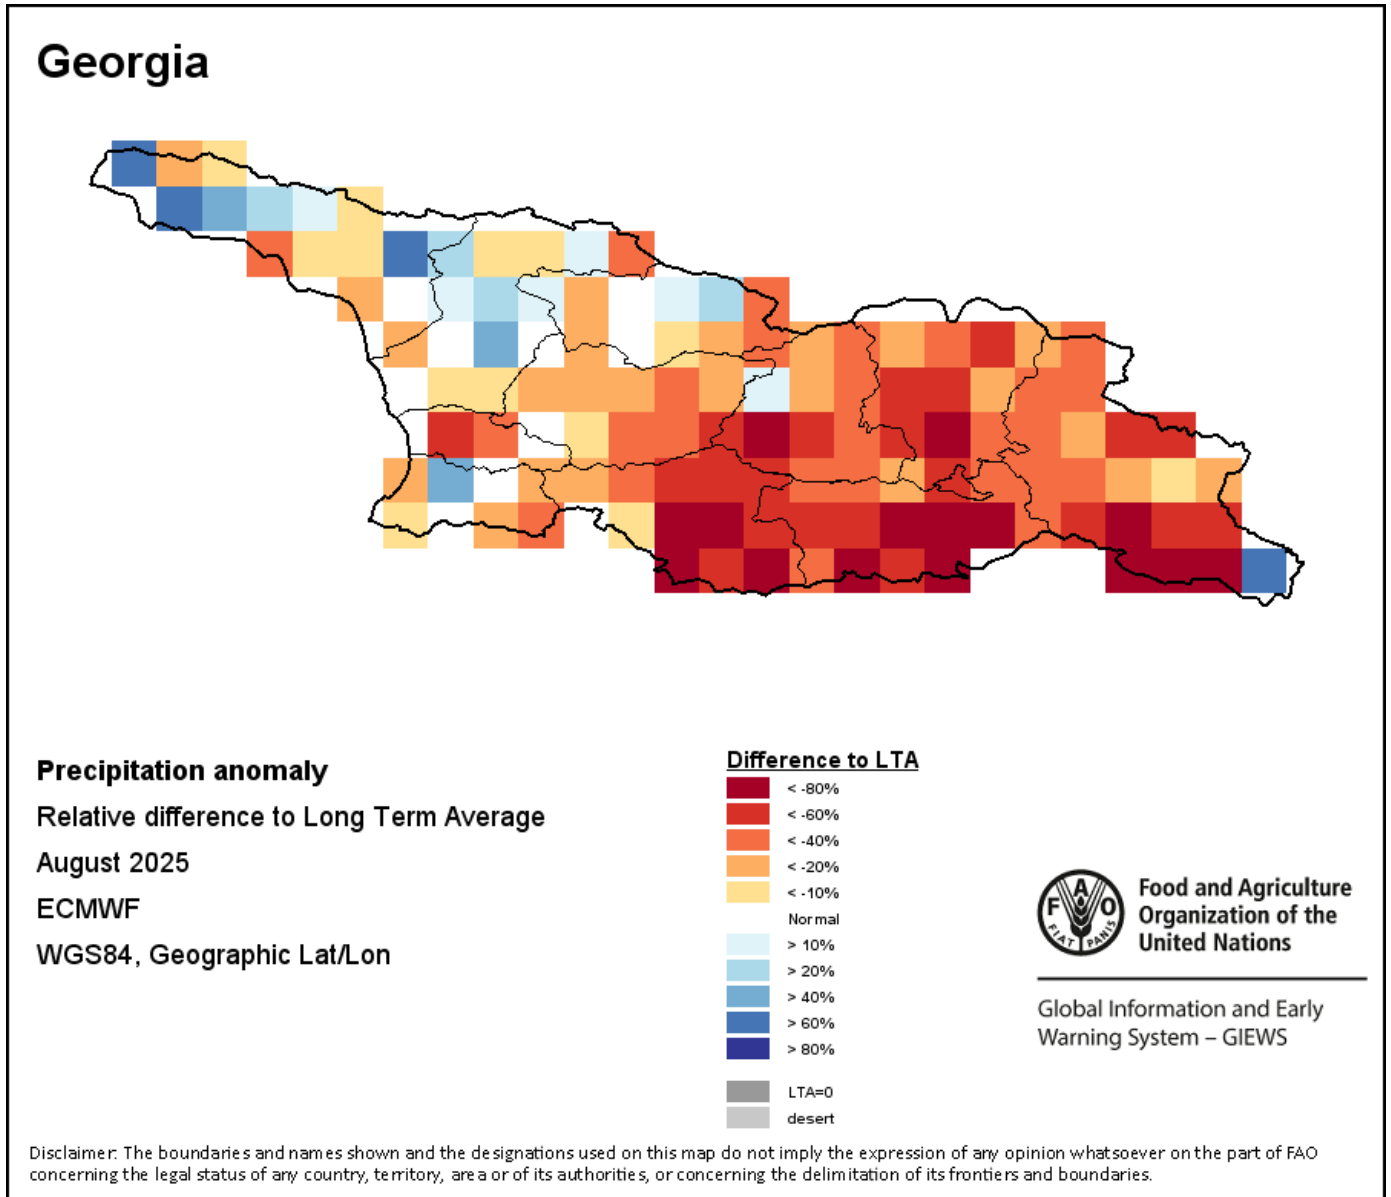 Georgia
Precipitation anomaly
Relative difference to Long Term Average
August 2025
ECMWF
WGS84, Geographic Lat/Lon
Difference to LTA
< -80%
< -60%
< -40%
< -20%
< -10%
Normal
> 10%
> 20%
> 40%
> 60%
> 80%
LTA=0
desert
F A O
FIAT PANIS
Food and Agriculture
Organization of the
United Nations
Global Information and Early
Warning System – GIEWS
Disclaimer: The boundaries and names shown and the designations used on this map do not imply the expression of any opinion whatsoever on the part of FAO
concerning the legal status of any country, territory, area or of its authorities, or concerning the delimitation of its frontiers and boundaries.